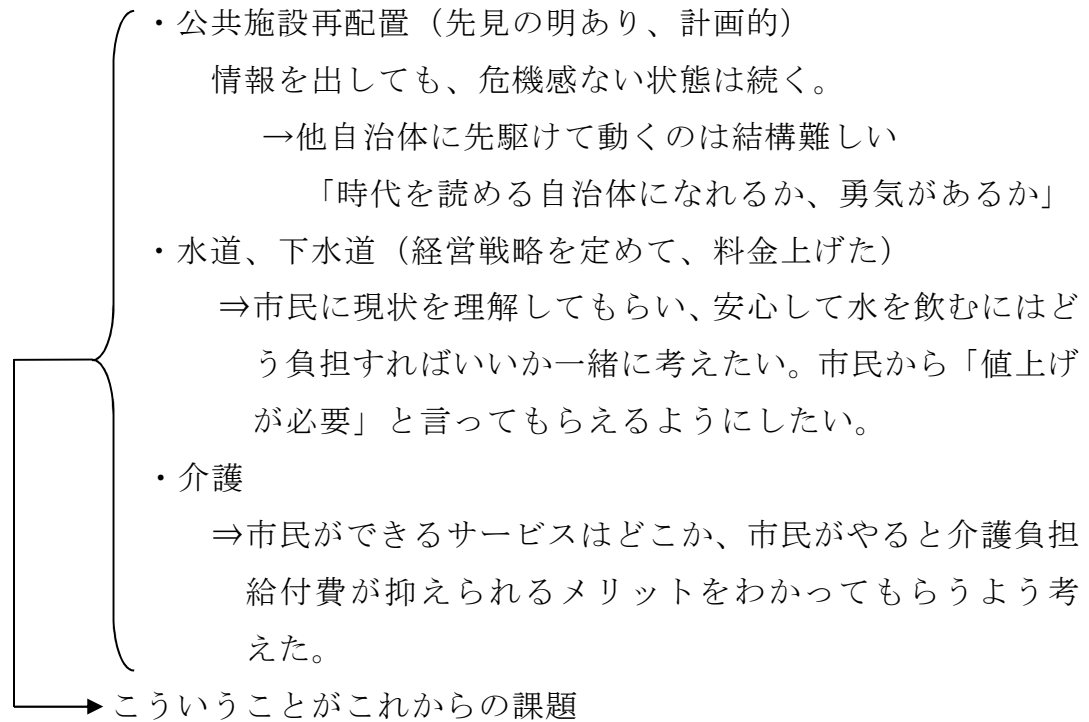 ・公共施設再配置（先見の明あり、計画的）
情報を出しても、危機感ない状態は続く。
→他自治体に先駆けて動くのは結構難しい
「時代を読める自治体になれるか、勇気があるか」
・水道、下水道（経営戦略を定めて、料金上げた）
⇒市民に現状を理解してもらい、安心して水を飲むにはど
う負担すればいいか一緒に考えたい。市民から「値上げ
が必要」と言ってもらえるようにしたい。
・介護
⇒市民ができるサービスはどこか、市民がやると介護負担
給付費が抑えられるメリットをわかってもらうよう考
えた。
こういうことがこれからの課題